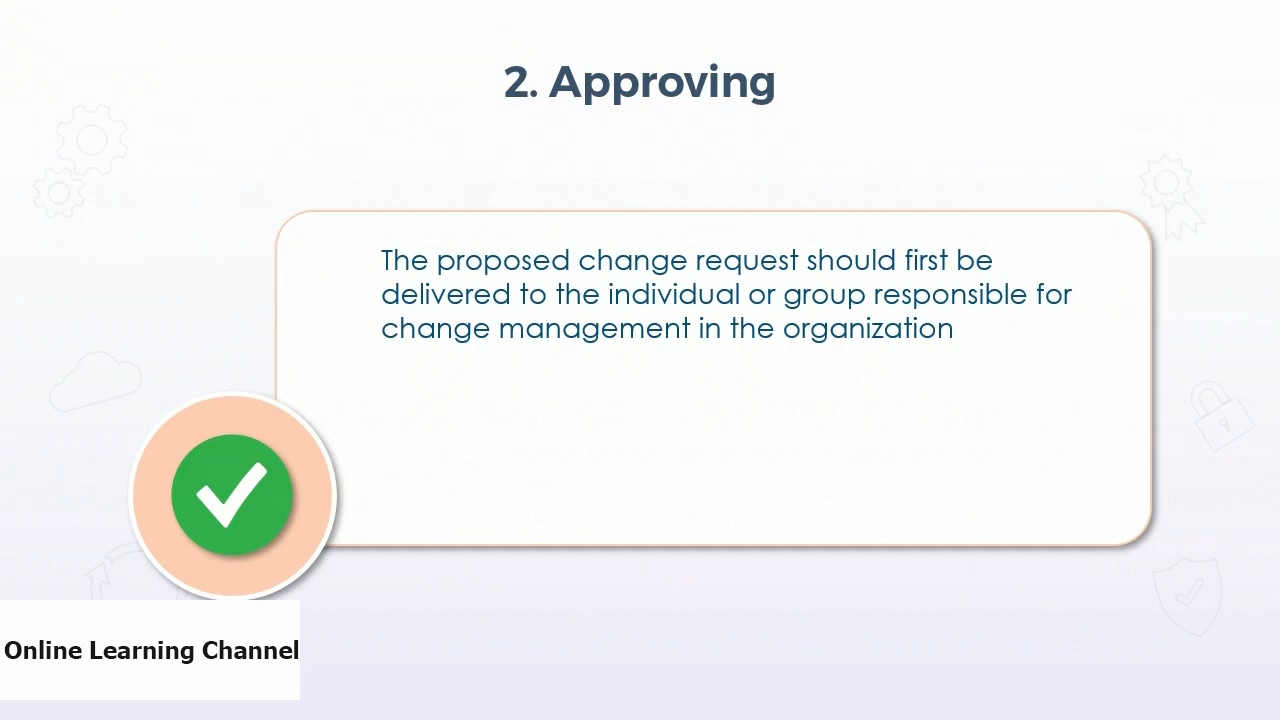 2. Approving
The proposed change request should first be
delivered to the individual or group responsible for
change management in the organization
Online Learning Channel